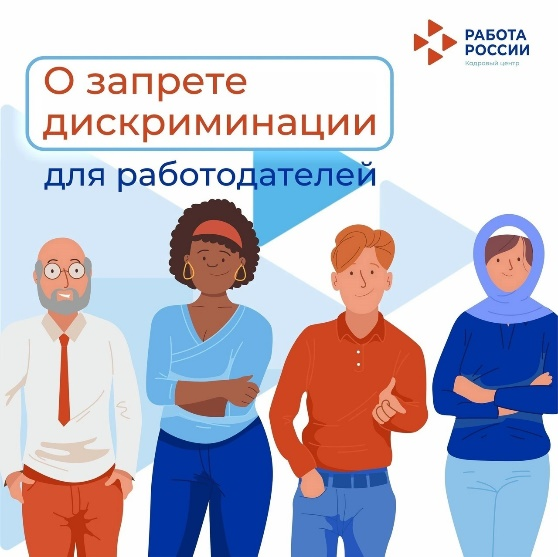 РАБОТА
РОССИИ
Кадровый центр
О запрете
дискриминации
для работодателей